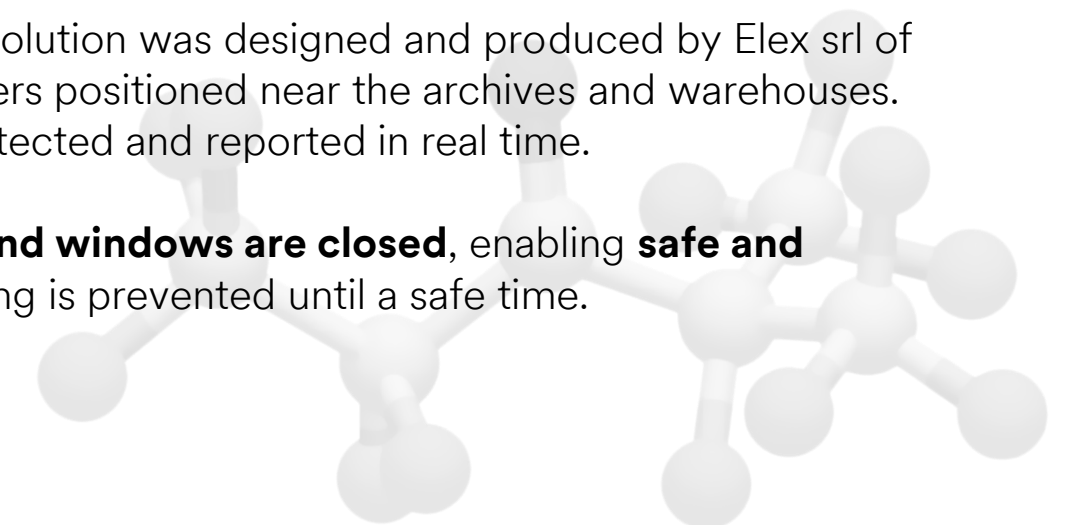 olution was designed and produced by Elex srl of
ers positioned near the archives and warehouses.
tected and reported in real time.
nd windows are closed, enabling safe and
ng is prevented until a safe time.